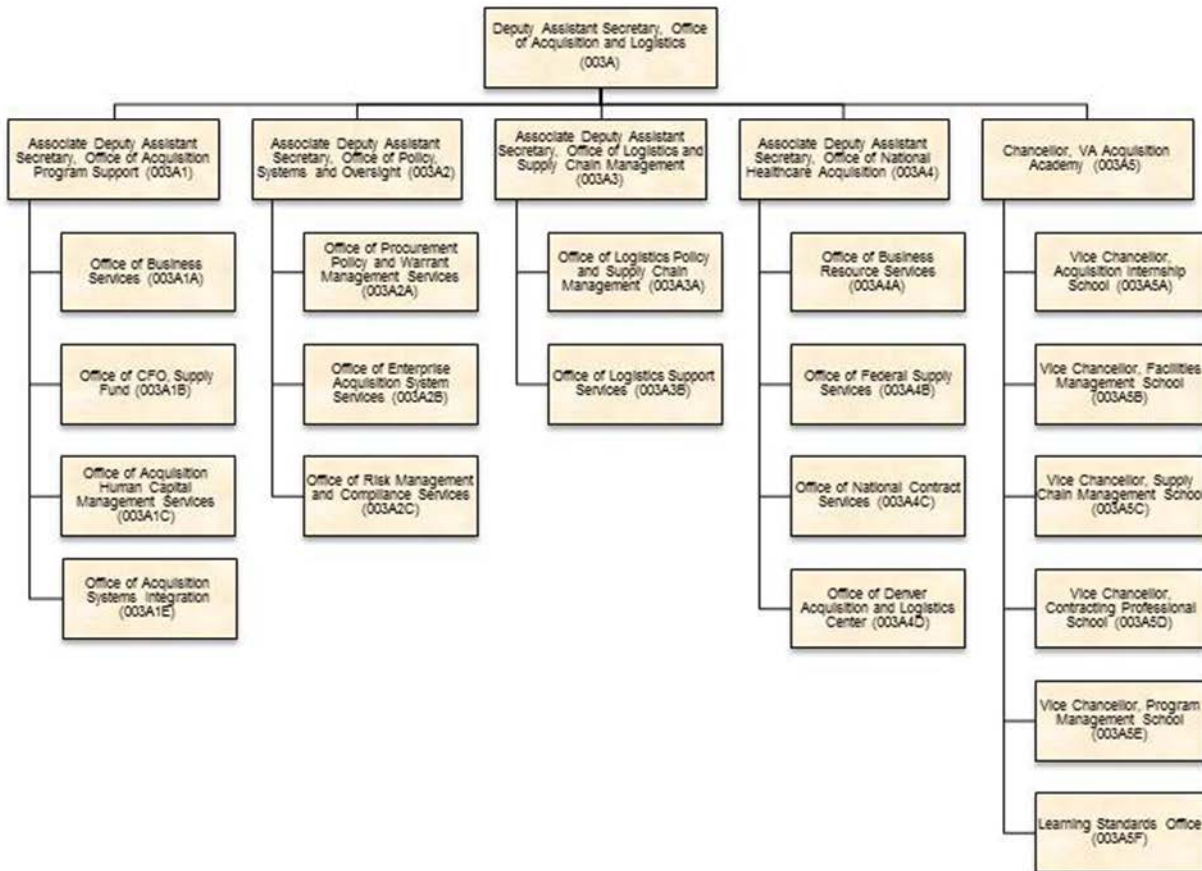 Deputy Assistant Secretary, Office
of Acquisition and Logistics
(003A)
Associate Deputy Assistant
Secretary, Office of Acquisition
Program Support (003A1)
Office of Business
Services (003A1A)
Office of CFO, Supply
Fund (003A1B)
Office of Acquisition
Human Capital
Management Services
(003A1C)
Office of Acquisition
Systems Integration
(003A1E)
Associate Deputy Assistant
Secretary, Office of Policy,
Systems and Oversight (003A2)
Office of Procurement
Policy and Warrant
Management Services
(003A2A)
Office of Enterprise
Acquisition System
Services (003A2B)
Office of Risk Management
and Compliance Services
(003A2C)
Associate Deputy Assistant
Secretary, Office of Logistics and
Supply Chain Management
(003A3)
Office of Logistics Policy
and Supply Chain
Management (003A3A)
Office of Logistics Support
Services (003A3B)
Associate Deputy Assistant
Secretary, Office of National
Healthcare Acquisition (003A4)
Office of Business
Resource Services
(003A4A)
Office of Federal Supply
Services (003A4B)
Office of National Contract
Services (003A4C)
Office of Denver
Acquisition and Logistics
Center (003A4D)
Chancellor, VA Acquisition
Academy (003A5)
Vice Chancellor,
Acquisition Internship
School (003A5A)
Vice Chancellor, Facilities
Management School
(003A5B)
Vice Chancellor, Supply
Chain Management School
(003A5C)
Vice Chancellor,
Contracting Professional
School (003A5D)
Vice Chancellor, Program
Management School
(003A5E)
Learning Standards Office
(003A5F)